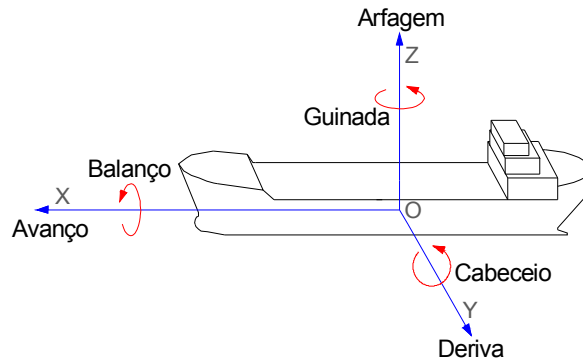 Arfagem
Z
Guinada
Balanço
X
Avanço
O
Cabeceio
Y
Deriva